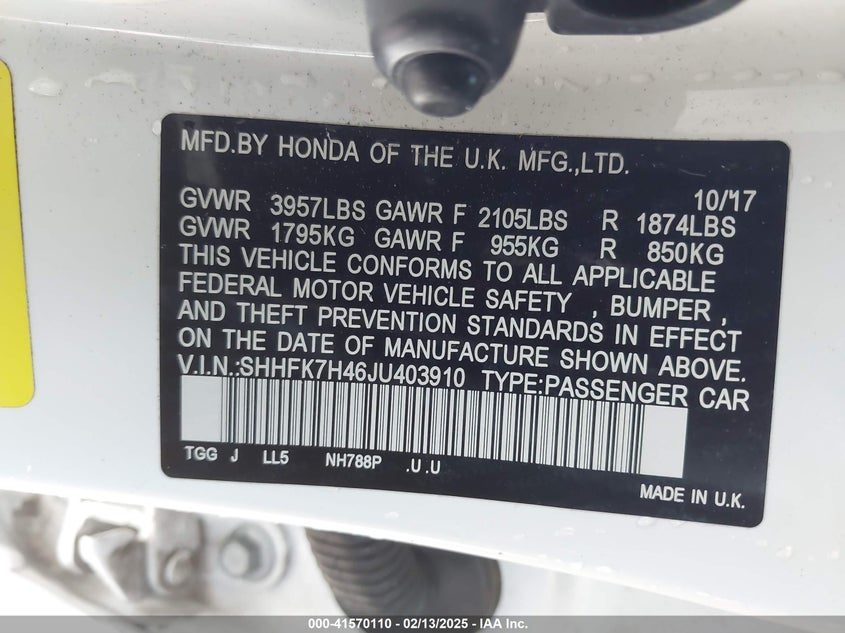 MFD.BY HONDA OF THE U.K. MFG.,LTD.
10/17
GVWR 3957LBS GAWR F 2105LBS R 1874LBS
GVWR 1795KG GAWR F 955KG R 850KG
THIS VEHICLE CONFORMS TO ALL APPLICABLE
FEDERAL MOTOR VEHICLE SAFETY , BUMPER ,
AND THEFT PREVENTION STANDARDS IN EFFECT
ON THE DATE OF MANUFACTURE SHOWN ABOVE.
V.I.N.:SHHFK7H46JU403910 TYPE:PASSENGER CAR
TGG J LL5 NH788P .U.U
MADE IN U.K.
000-41570110 - 02/13/2025 - IAA Inc.